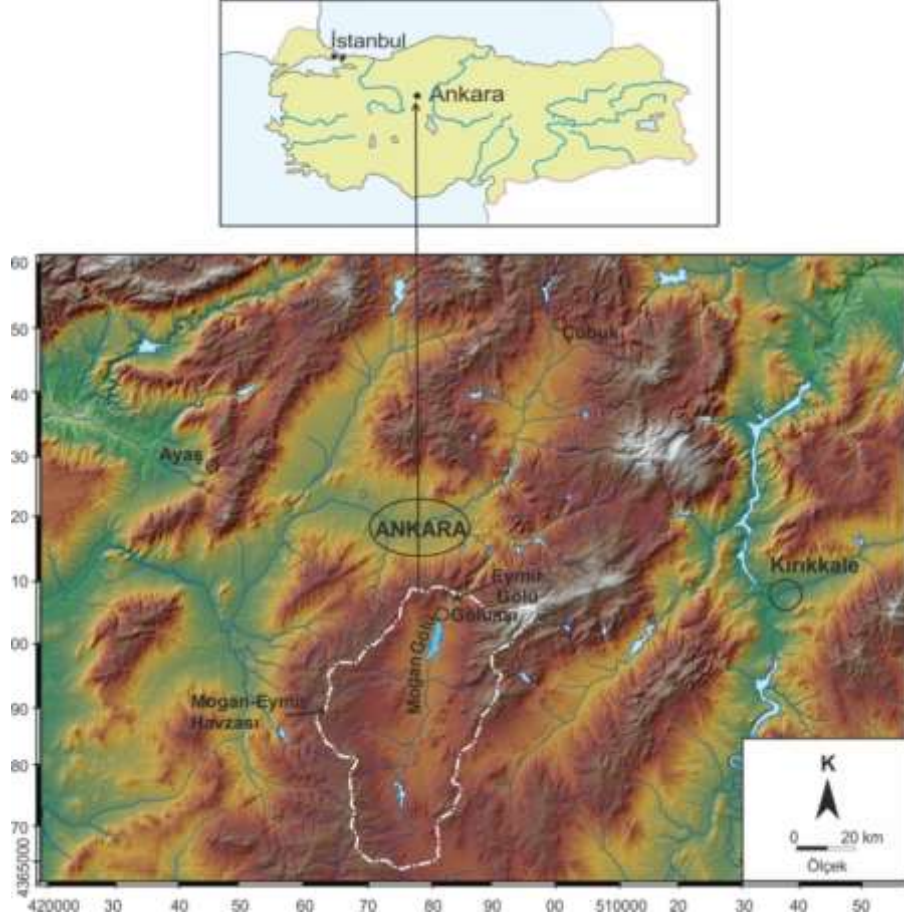 İstanbul
Ankara
60
50
40
30
20
10
00
90
80
70
4365000
Çubuk
Ayaş
ANKARA
Kırıkkale
Eymir
Gölü
Gölbaşı
Mogan Gölü
Mogan-Eymir
Havzası
K
0 20 km
Ölçek
420000 30 40 50 60 70 80 90 00 510000 20 30 40 50